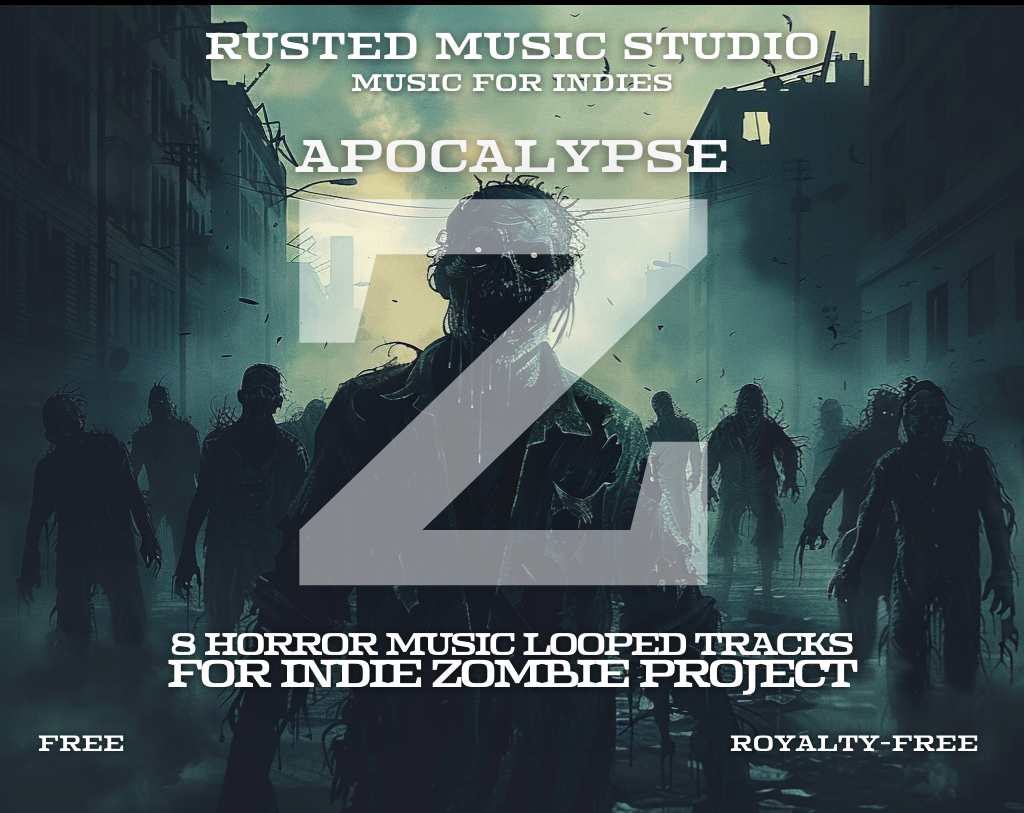 RUSTED MUSIC STUDIO
MUSIC FOR INDIES
APOCALYPSE
Z
8 HORROR MUSIC LOOPED TRACKS
FOR INDIE ZOMBIE PROJECT
FREE
ROYALTY-FREE